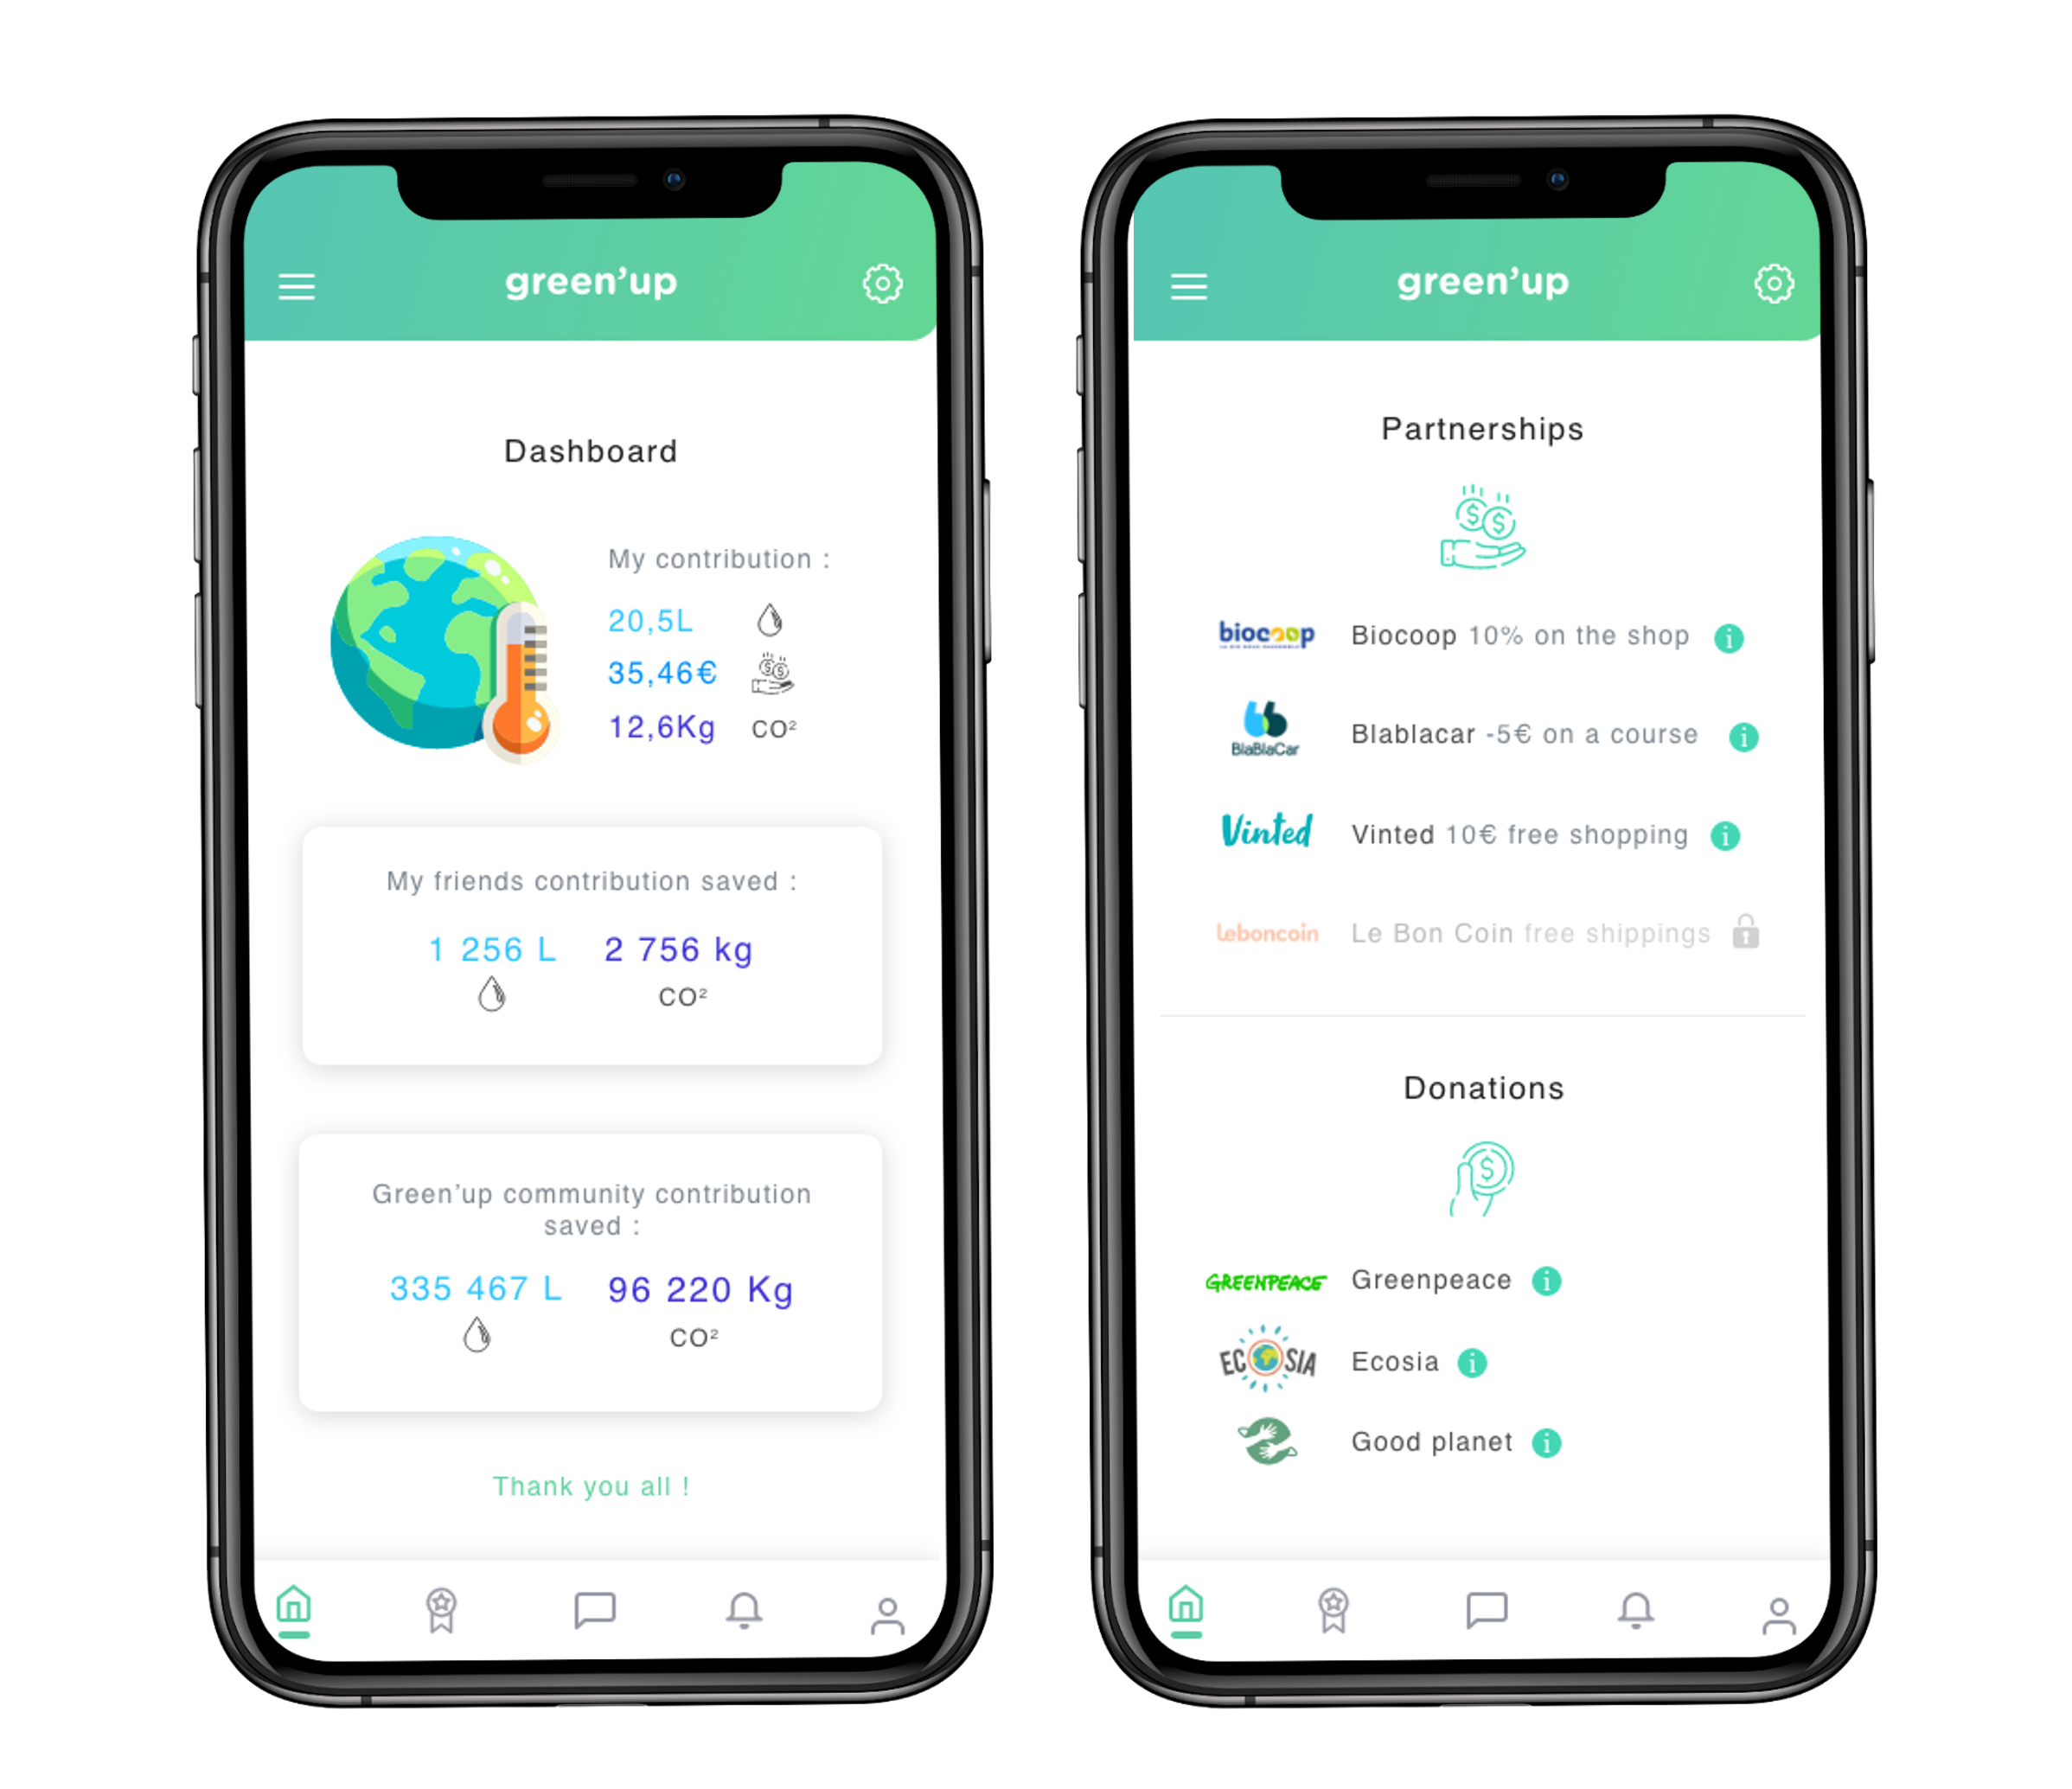 green’up
Dashboard
My contribution :
20,5L
35,46€
12,6Kg CO²
My friends contribution saved :
1 256 L 2 756 kg
CO²
Green’up community contribution
saved :
335 467 L 96 220 Kg
CO²
Thank you all !
green’up
Partnerships
biocoop Biocoop 10% on the shop
BlaBlaCar Blablacar -5€ on a course
Vinted Vinted 10€ free shopping
leboncoin Le Bon Coin free shippings
Donations
GREENPEACE Greenpeace
ECOSIA Ecosia
Good planet